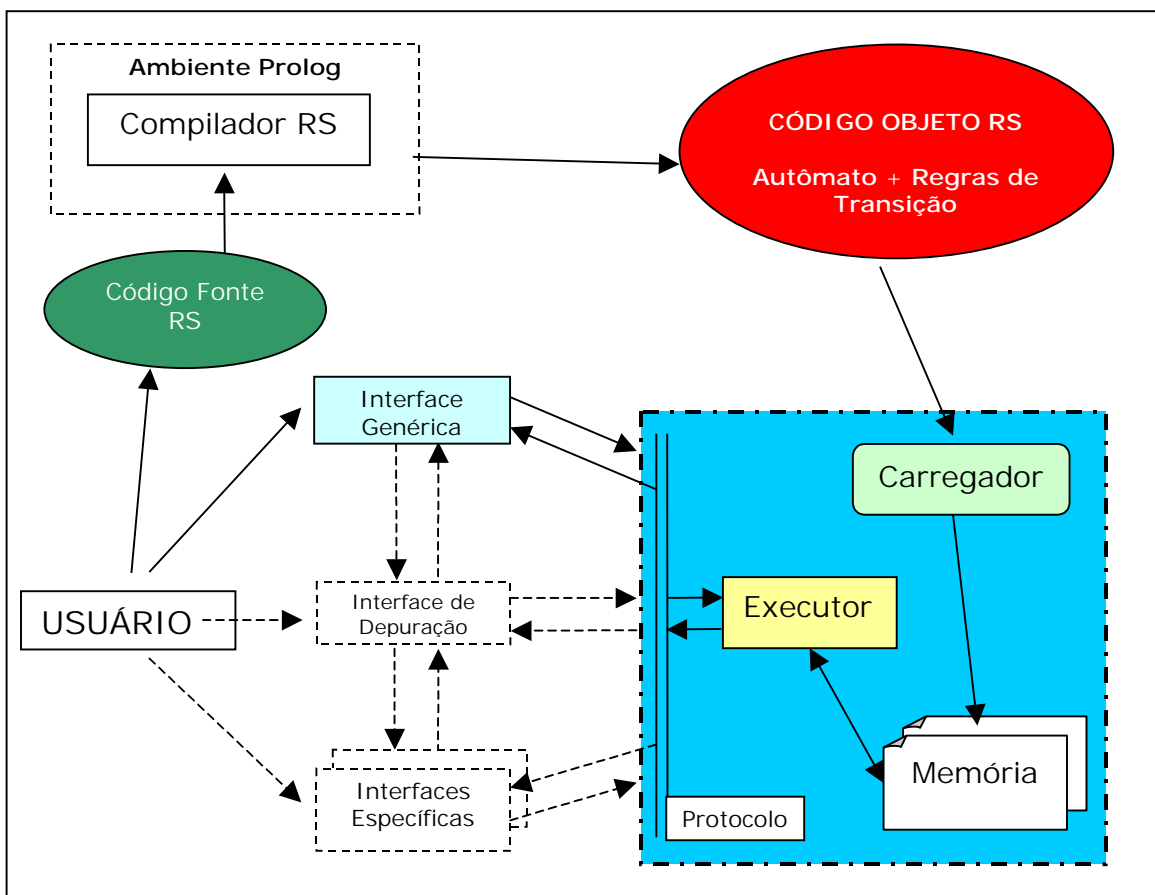 Ambiente Prolog
Compilador RS
CÓDIGO OBJETO RS
Autômato + Regras de
Transição
Código Fonte
RS
Interface
Genérica
Carregador
USUÁRIO
Interface de
Depuração
Executor
Interfaces
Específicas
Memória
Protocolo